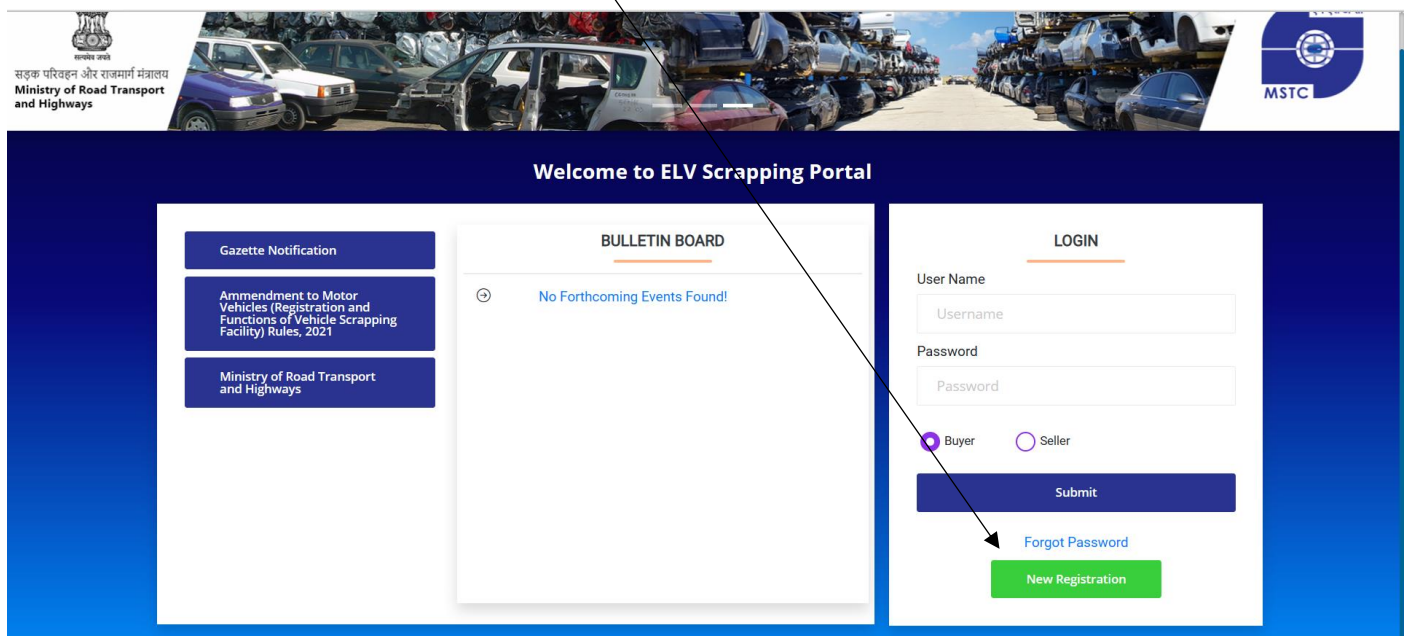 सत्यमेव जयते
सड़क परिवहन और राजमार्ग मंत्रालय
Ministry of Road Transport
and Highways
MSTC
Welcome to ELV Scrapping Portal
Gazette Notification
Ammendment to Motor
Vehicles (Registration and
Functions of Vehicle Scrapping
Facility) Rules, 2021
Ministry of Road Transport
and Highways
BULLETIN BOARD
No Forthcoming Events Found!
LOGIN
User Name
Username
Password
Password
Buyer
Seller
Submit
Forgot Password
New Registration